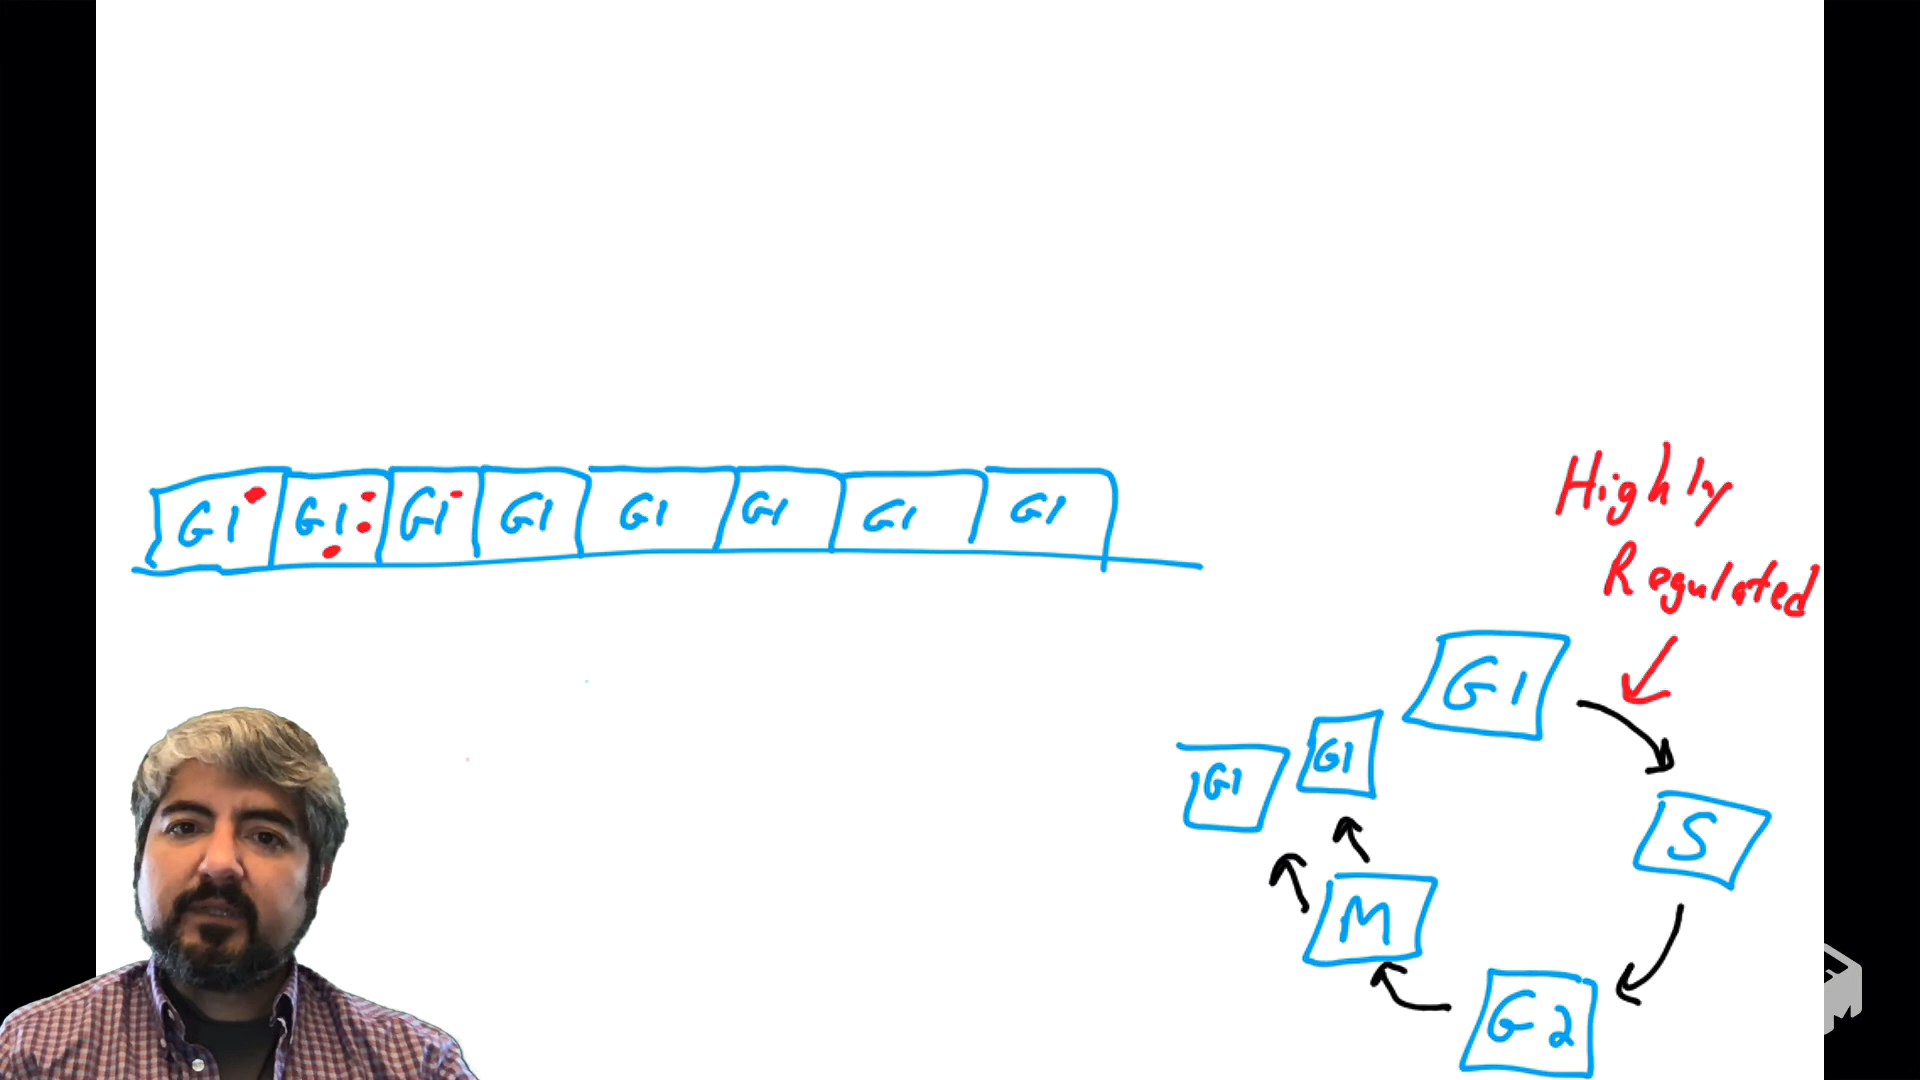 G1 G1 G1 G1 G1 G1 G1 G1
Highly
Regulated
G1
G1 G1
S
M
G2